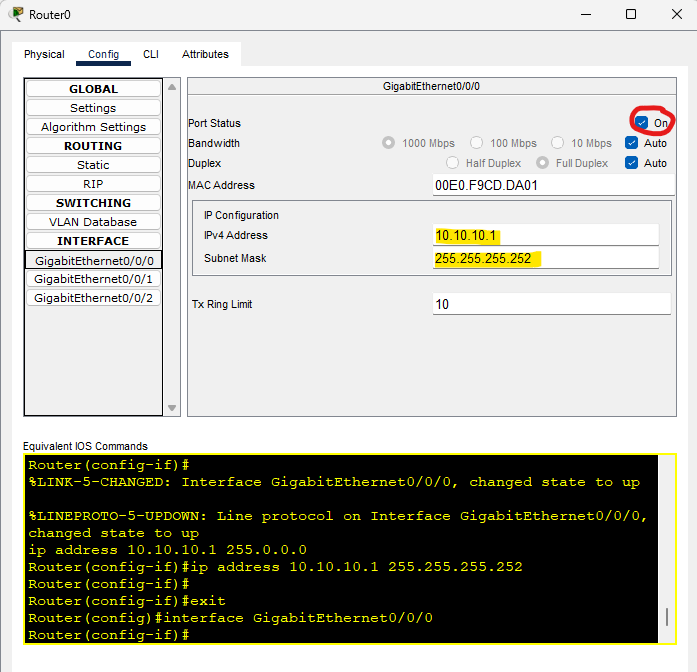 Router0
Physical Config CLI Attributes
GLOBAL
Settings
Algorithm Settings
ROUTING
Static
RIP
SWITCHING
VLAN Database
INTERFACE
GigabitEthernet0/0/0
GigabitEthernet0/0/1
GigabitEthernet0/0/2
GigabitEthernet0/0/0
Port Status On
Bandwidth 1000 Mbps 100 Mbps 10 Mbps Auto
Duplex Half Duplex Full Duplex Auto
MAC Address 00E0.F9CD.DA01
IP Configuration
IPv4 Address 10.10.10.1
Subnet Mask 255.255.255.252
Tx Ring Limit 10
Equivalent IOS Commands
Router(config-if)#
%LINK-5-CHANGED: Interface GigabitEthernet0/0/0, changed state to up
%LINEPROTO-5-UPDOWN: Line protocol on Interface GigabitEthernet0/0/0,
changed state to up
ip address 10.10.10.1 255.0.0.0
Router(config-if)#ip address 10.10.10.1 255.255.255.252
Router(config-if)#
Router(config-if)#exit
Router(config)#interface GigabitEthernet0/0/0
Router(config-if)#